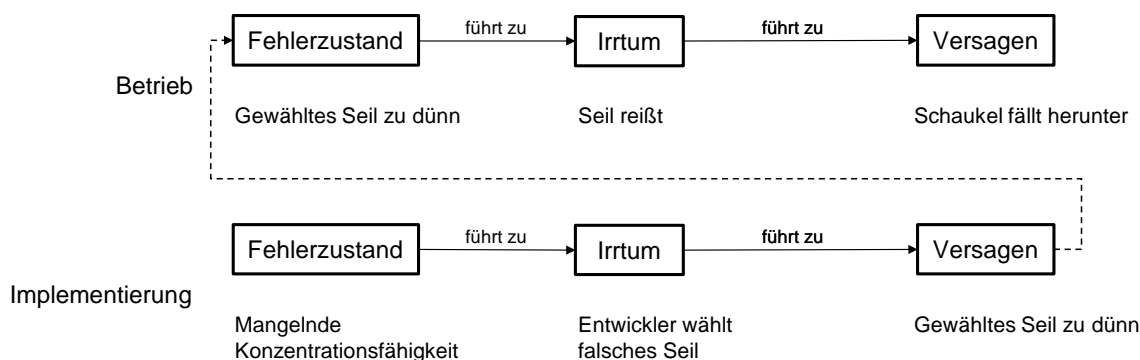 Fehlerzustand
führt zu
Irrtum
führt zu
Versagen
Betrieb
Gewähltes Seil zu dünn
Seil reißt
Schaukel fällt herunter
Fehlerzustand
führt zu
Irrtum
führt zu
Versagen
Implementierung
Mangelnde
Konzentrationsfähigkeit
Entwickler wählt
falsches Seil
Gewähltes Seil zu dünn